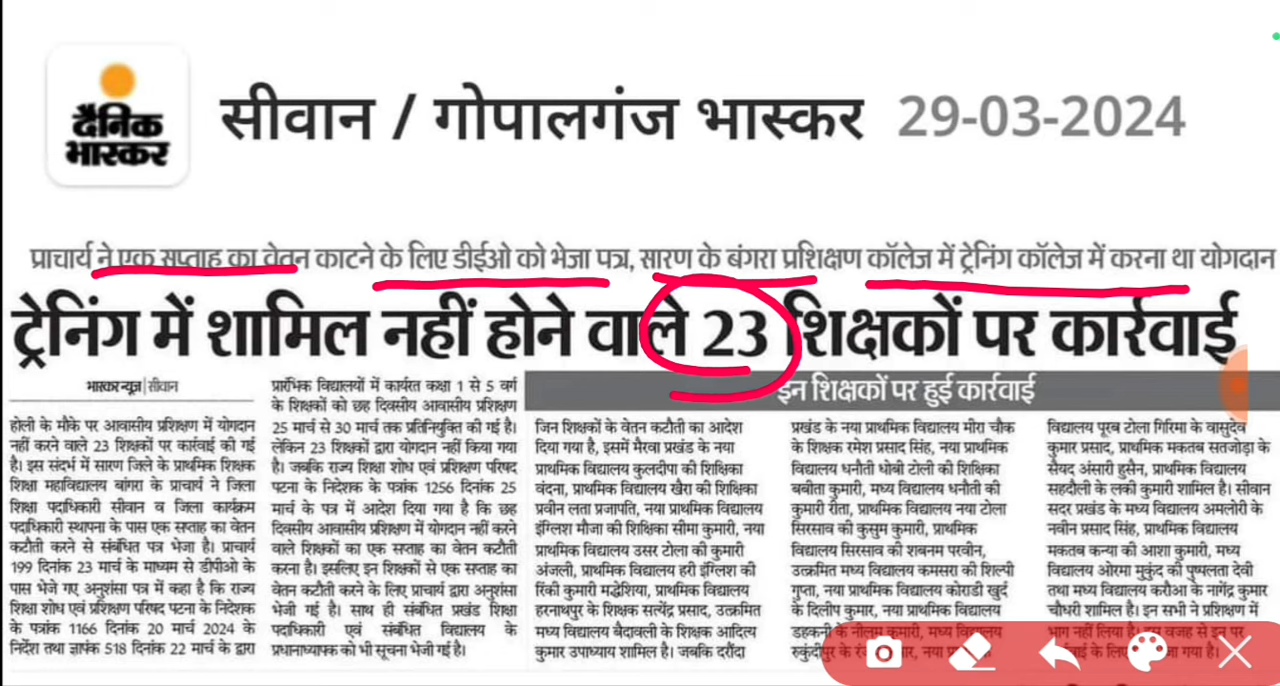 दैनिक
भास्कर
सीवान / गोपालगंज भास्कर 29-03-2024
प्राचार्य ने एक सप्ताह का वेतन काटने के लिए डीईओ को भेजा पत्र, सारण के बंगरा प्रशिक्षण कॉलेज में ट्रेनिंग कॉलेज में करना था योगदान
ट्रेनिंग में शामिल नहीं होने वाले 23 शिक्षकों पर कार्रवाई
भास्कर न्यूज | सीवान
होली के मौके पर आवासीय प्रशिक्षण में योगदान
नहीं करने वाले 23 शिक्षकों पर कार्रवाई की गई
है। इस संदर्भ में सारण जिले के प्राथमिक शिक्षक
शिक्षा महाविद्यालय बांगरा के प्राचार्य ने जिला
शिक्षा पदाधिकारी सीवान व जिला कार्यक्रम
पदाधिकारी स्थापना के पास एक सप्ताह का वेतन
कटौती करने से संबंधित पत्र भेजा है। प्राचार्य
199 दिनांक 23 मार्च के माध्यम से डीपीओ के
पास भेजे गए अनुशंसा पत्र में कहा है कि राज्य
शिक्षा शोध एवं प्रशिक्षण परिषद पटना के निदेशक
के पत्रांक 1166 दिनांक 20 मार्च 2024 के
निर्देश तथा ज्ञापंक 518 दिनांक 22 मार्च के द्वारा
प्रारंभिक विद्यालयों में कार्यरत कक्षा 1 से 5 वर्ग
के शिक्षकों को छह दिवसीय आवासीय प्रशिक्षण
25 मार्च से 30 मार्च तक प्रतिनियुक्ति की गई है।
लेकिन 23 शिक्षकों द्वारा योगदान नहीं किया गया
है। जबकि राज्य शिक्षा शोध एवं प्रशिक्षण परिषद
पटना के निदेशक के पत्रांक 1256 दिनांक 25
मार्च के पत्र में आदेश दिया गया है कि छह
दिवसीय आवासीय प्रशिक्षण में योगदान नहीं करने
वाले शिक्षकों का एक सप्ताह का वेतन कटौती
करना है। इसलिए इन शिक्षकों से एक सप्ताह का
वेतन कटौती करने के लिए प्राचार्य द्वारा अनुशंसा
भेजी गई है। साथ ही संबंधित प्रखंड शिक्षा
पदाधिकारी एवं संबंधित विद्यालय के
प्रधानाध्यापक को भी सूचना भेजी गई है।
इन शिक्षकों पर हुई कार्रवाई
जिन शिक्षकों के वेतन कटौती का आदेश
दिया गया है, इसमें मैरवा प्रखंड के नया
प्राथमिक विद्यालय कुलदीपा की शिक्षिका
वंदना, प्राथमिक विद्यालय खैरा की शिक्षिका
प्रवीन लता प्रजापति, नया प्राथमिक विद्यालय
इंग्लिश मौजा की शिक्षिका सीमा कुमारी, नया
प्राथमिक विद्यालय उसर टोला की कुमारी
अंजली, प्राथमिक विद्यालय हरी इंग्लिश की
रिंकी कुमारी मद्धेशिया, प्राथमिक विद्यालय
हरनाथपुर के शिक्षक सत्येंद्र प्रसाद, उत्क्रमित
मध्य विद्यालय बैदावली के शिक्षक आदित्य
कुमार उपाध्याय शामिल है। जबकि दरौंदा
प्रखंड के नया प्राथमिक विद्यालय मीरा चौक
के शिक्षक रमेश प्रसाद सिंह, नया प्राथमिक
विद्यालय धनौती धोबी टोली की शिक्षिका
बबीता कुमारी, मध्य विद्यालय धनौती की
कुमारी रीता, प्राथमिक विद्यालय नया टोला
सिरसाव की कुसुम कुमारी, प्राथमिक
विद्यालय सिरसाव की शबनम परवीन,
उत्क्रमित मध्य विद्यालय कमसरा की शिल्पी
गुप्ता, नया प्राथमिक विद्यालय कोराडी खुर्द
के दिलीप कुमार, नया प्राथमिक विद्यालय
डहकनी के नीलम कुमारी, मध्य विद्यालय
रुकुंदीपुर के
विद्यालय पूरब टोला गिरिमा के वासुदेव
कुमार प्रसाद, प्राथमिक मकतब सतजोड़ा के
सैयद अंसारी हुसैन, प्राथमिक विद्यालय
सहदौली के लकी कुमारी शामिल है। सीवान
सदर प्रखंड के मध्य विद्यालय अमलोरी के
नवीन प्रसाद सिंह, प्राथमिक विद्यालय
मकतब कन्या की आशा कुमारी, मध्य
विद्यालय ओरमा मुकुंद की पुष्पलता देवी
तथा मध्य विद्यालय करौआ के नागेंद्र कुमार
चौधरी शामिल है। इन सभी ने प्रशिक्षण में
भाग नहीं लिया है। इस वजह से इन पर
गया है।